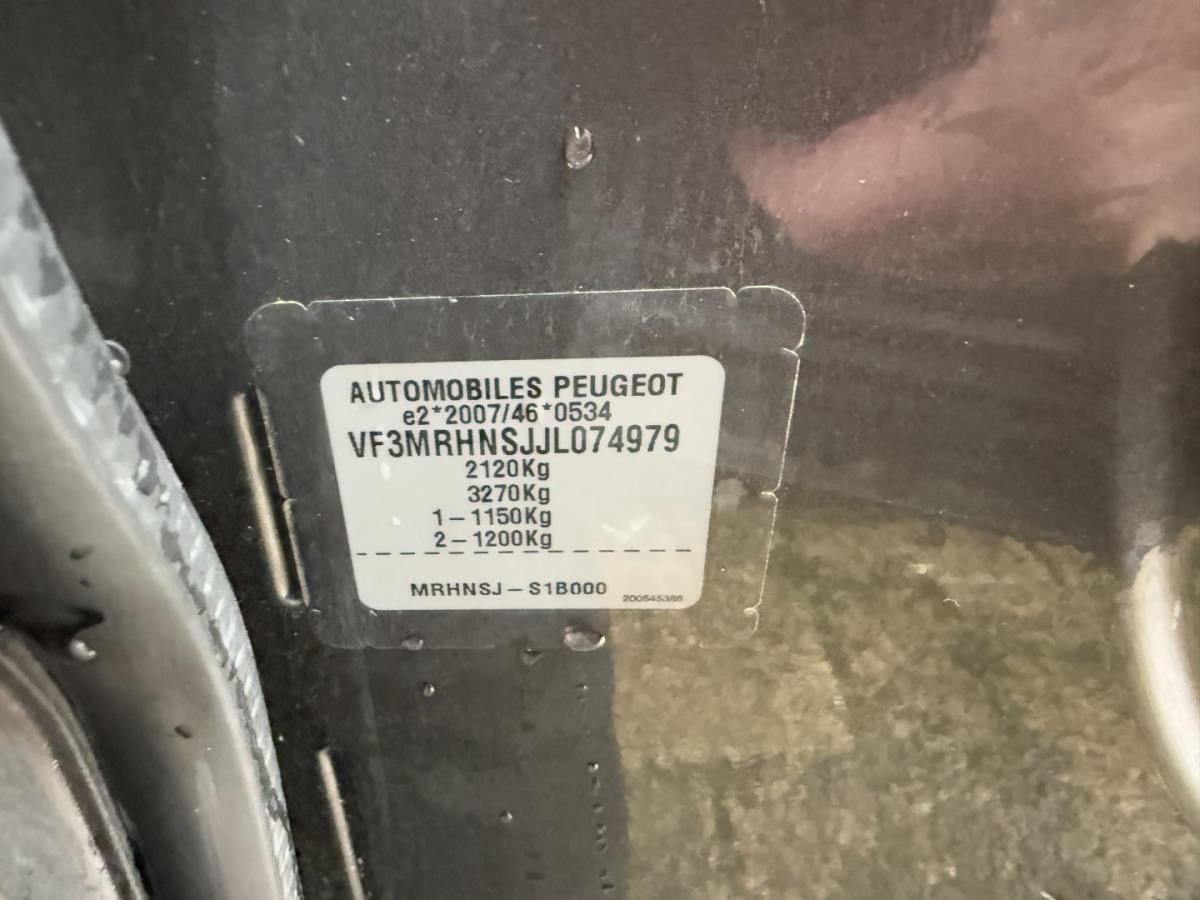 AUTOMOBILES PEUGEOT
e2*2007/46*0534
VF3MRHNSJJL074979
2120Kg
3270Kg
1-1150Kg
2-1200Kg
MRHNSJ-S1B000
200545386